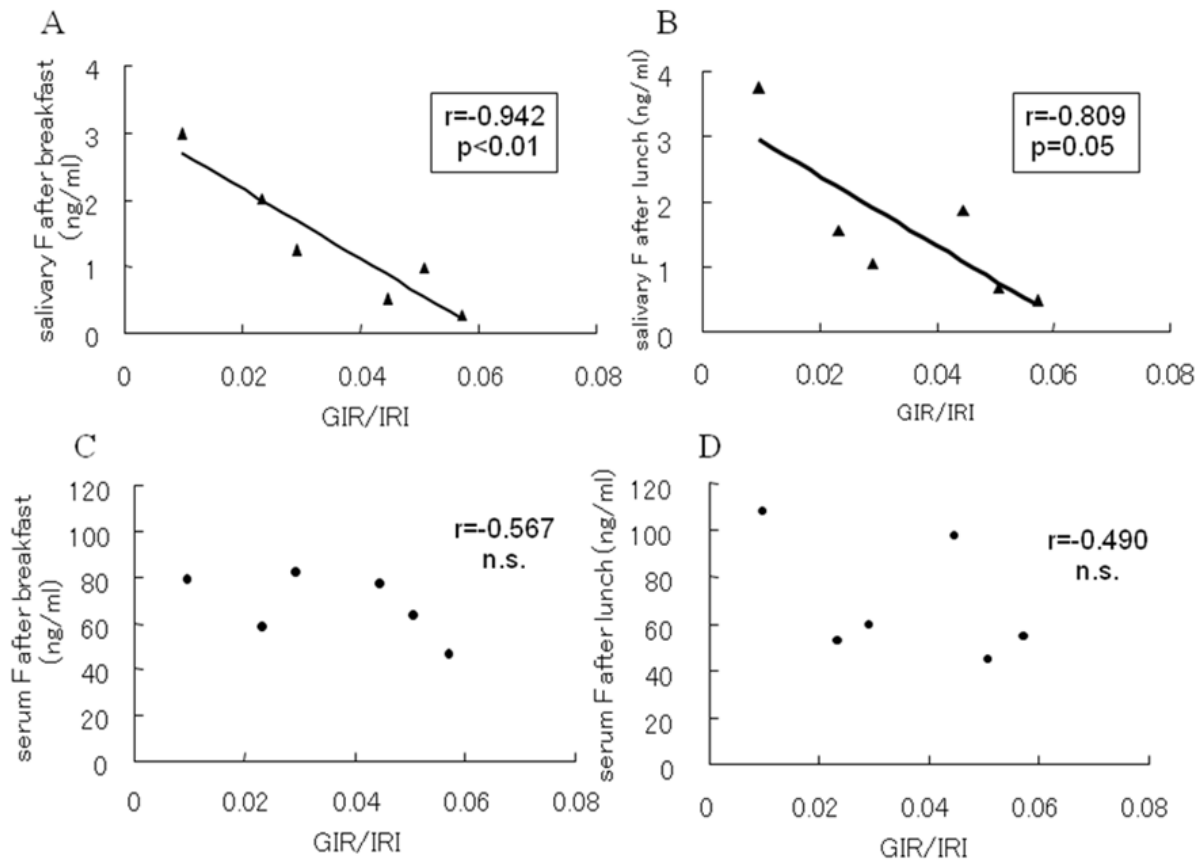 A
salivary F after breakfast
(ng/ml)
4
3
2
1
0
r=-0.942
p<0.01
0 0.02 0.04 0.06 0.08
GIR/IRI
B
salivary F after lunch (ng/ml)
4
3
2
1
0
r=-0.809
p=0.05
0 0.02 0.04 0.06 0.08
GIR/IRI
C
serum F after breakfast
(ng/ml)
120
100
80
60
40
20
0
r=-0.567
n.s.
0 0.02 0.04 0.06 0.08
GIR/IRI
D
serum F after lunch (ng/ml)
120
100
80
60
40
20
0
r=-0.490
n.s.
0 0.02 0.04 0.06 0.08
GIR/IRI